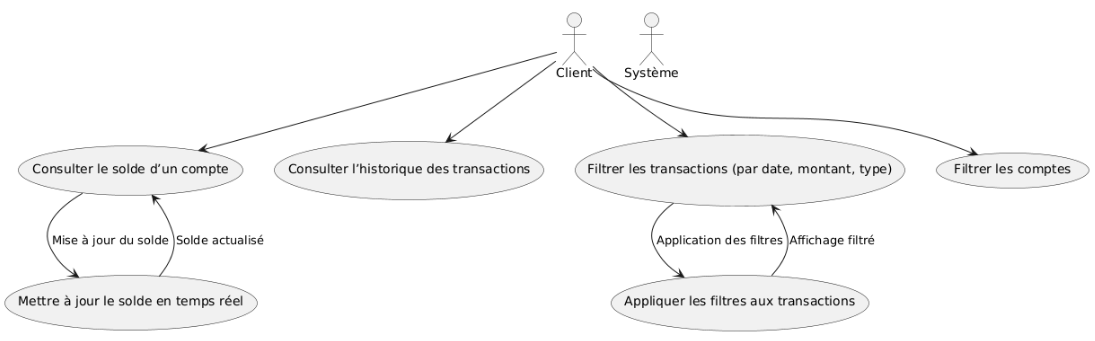 Client
Système
Consulter le solde d’un compte
Consulter l’historique des transactions
Filtrer les transactions (par date, montant, type)
Filtrer les comptes
Mise à jour du solde
Solde actualisé
Application des filtres
Affichage filtré
Mettre à jour le solde en temps réel
Appliquer les filtres aux transactions